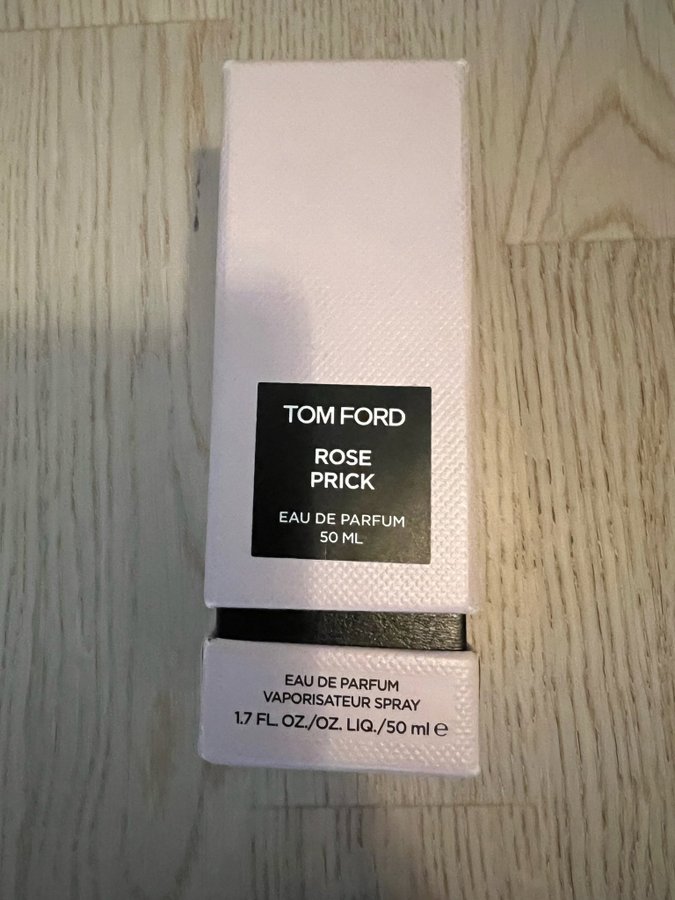 TOM FORD
ROSE
PRICK
EAU DE PARFUM
50 ML
EAU DE PARFUM
VAPORISATEUR SPRAY
1.7 FL. OZ./OZ. LIQ./50 ml ℮